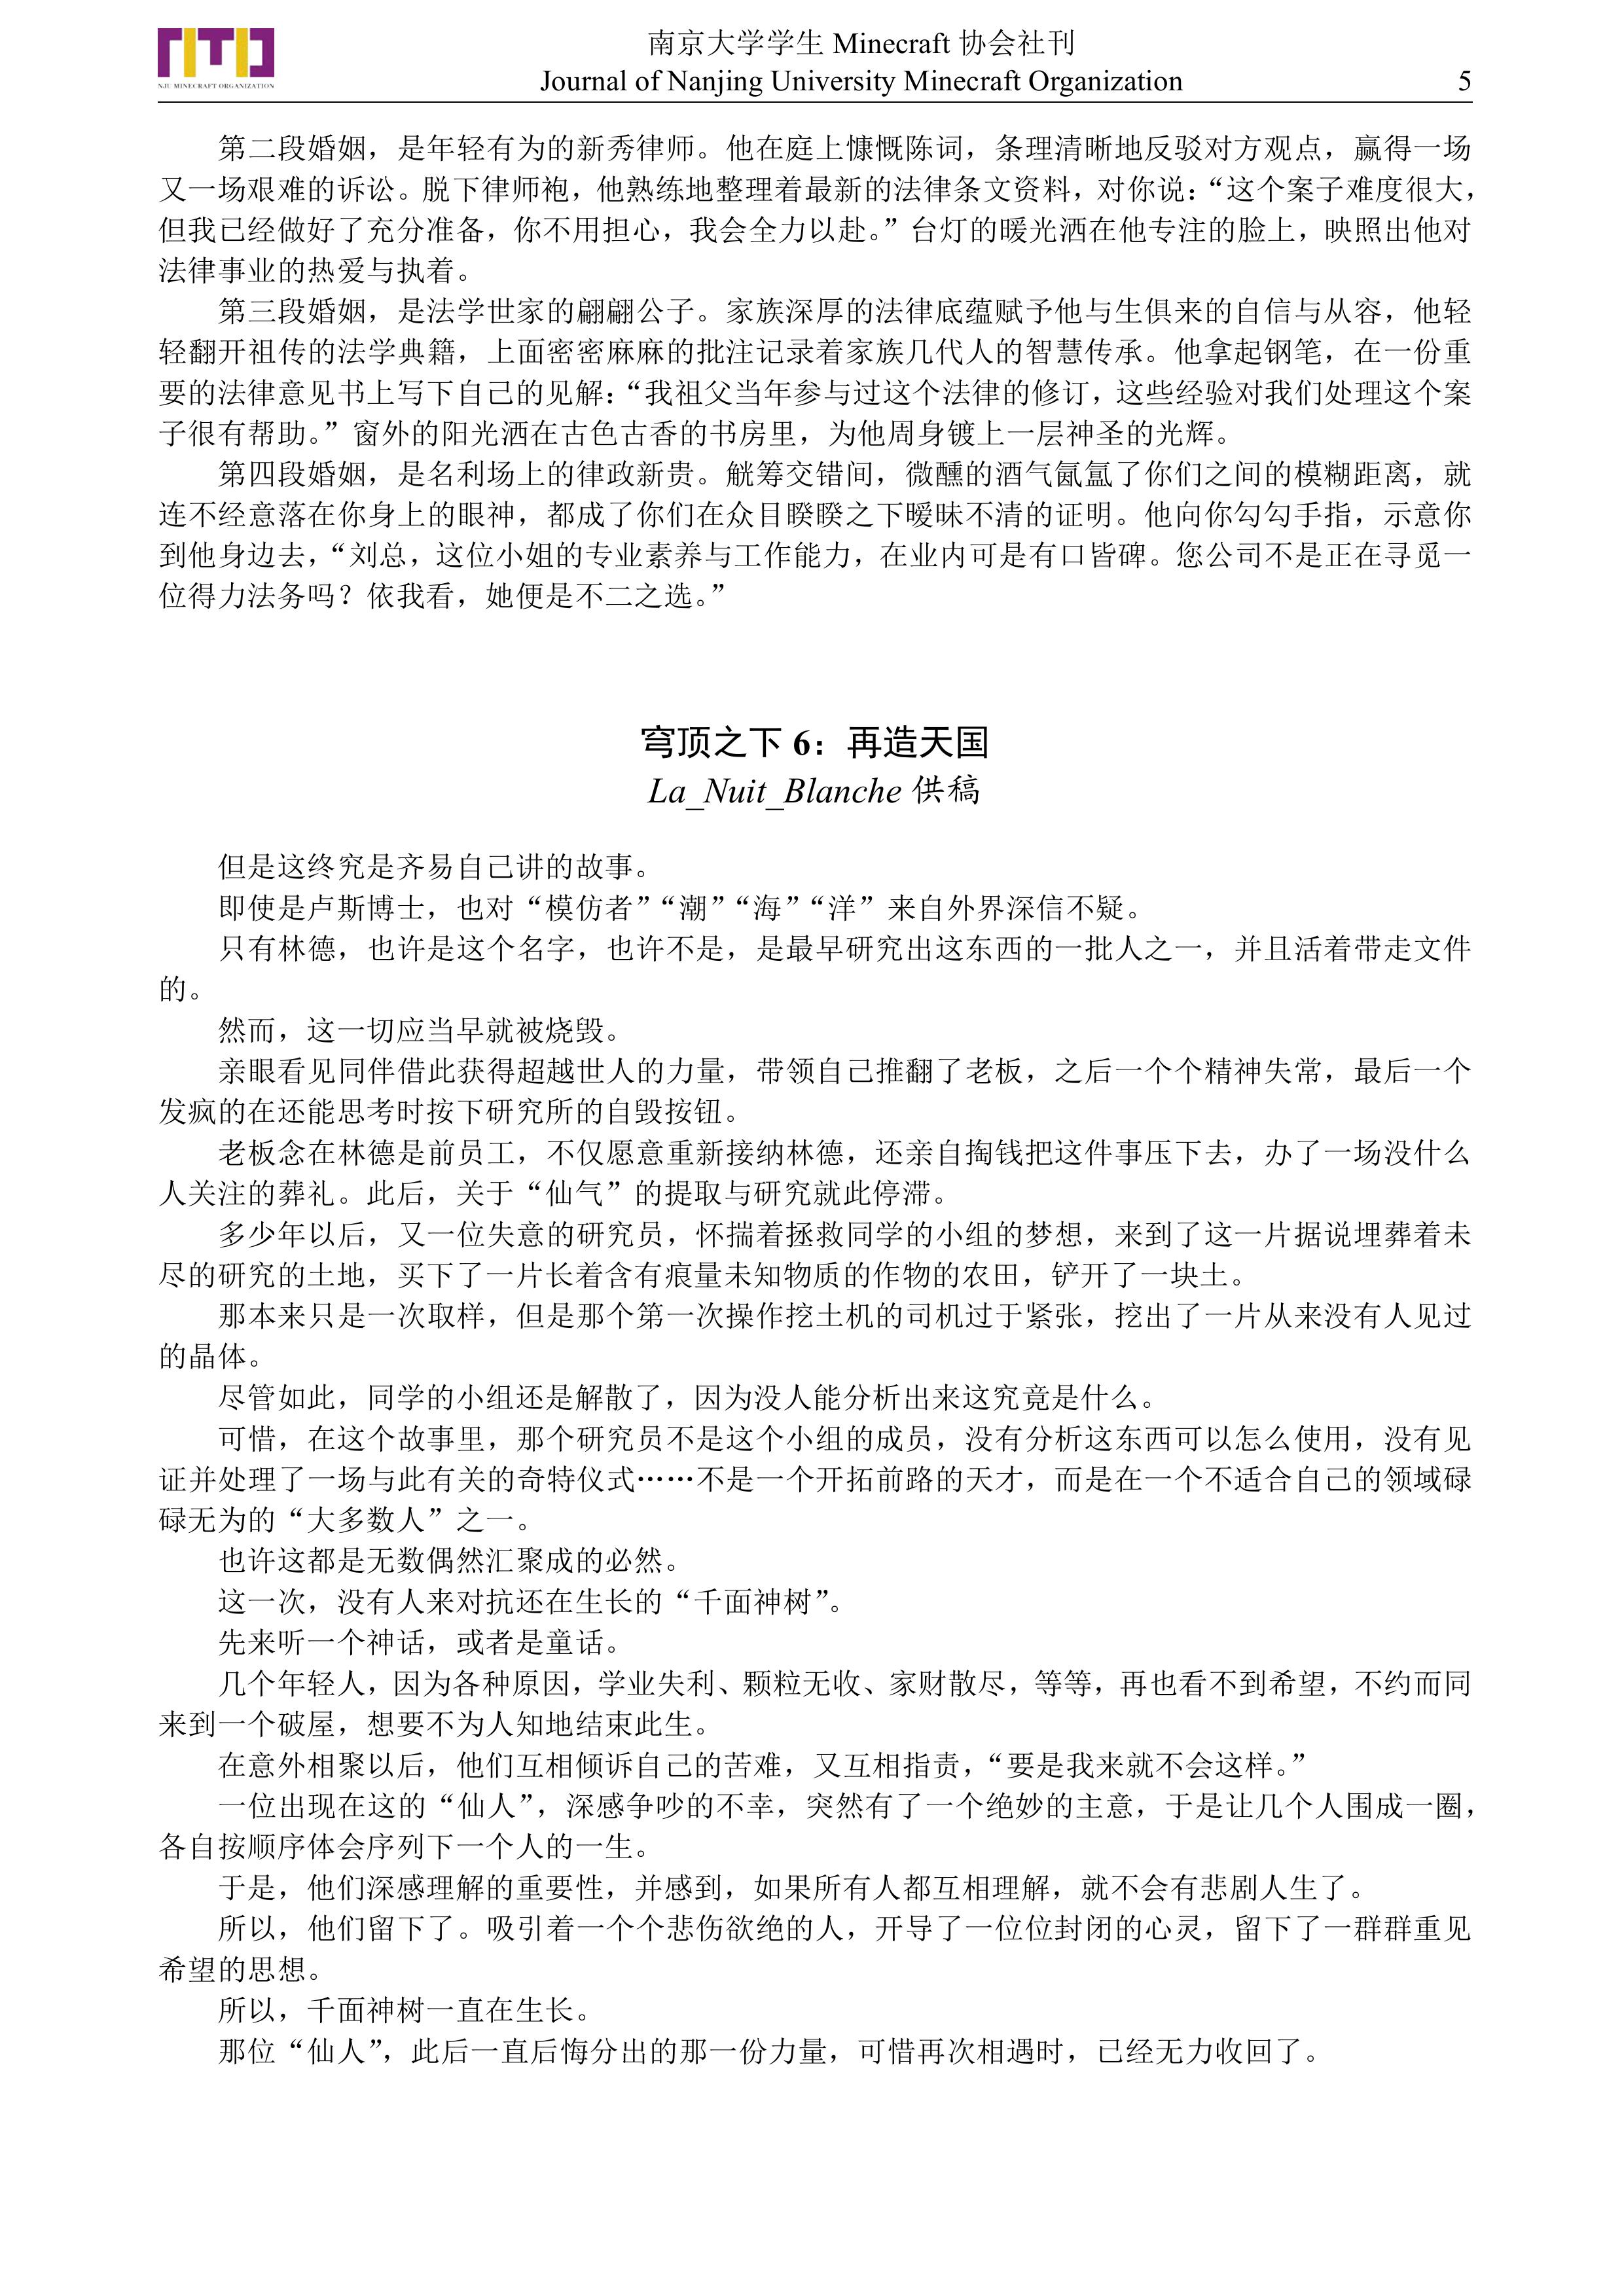 NJU MINECRAFT ORGANIZATION
南京大学学生 Minecraft 协会社刊
Journal of Nanjing University Minecraft Organization
5
第二段婚姻，是年轻有为的新秀律师。他在庭上慷慨陈词，条理清晰地反驳对方观点，赢得一场
又一场艰难的诉讼。脱下律师袍，他熟练地整理着最新的法律条文资料，对你说：“这个案子难度很大，
但我已经做好了充分准备，你不用担心，我会全力以赴。”台灯的暖光洒在他专注的脸上，映照出他对
法律事业的热爱与执着。
第三段婚姻，是法学世家的翩翩公子。家族深厚的法律底蕴赋予他与生俱来的自信与从容，他轻
轻翻开祖传的法学典籍，上面密密麻麻的批注记录着家族几代人的智慧传承。他拿起钢笔，在一份重
要的法律意见书上写下自己的见解：“我祖父当年参与过这个法律的修订，这些经验对我们处理这个案
子很有帮助。”窗外的阳光洒在古色古香的书房里，为他周身镀上一层神圣的光辉。
第四段婚姻，是名利场上的律政新贵。觥筹交错间，微醺的酒气氤氲了你们之间的模糊距离，就
连不经意落在你身上的眼神，都成了你们在众目睽睽之下暧昧不清的证明。他向你勾勾手指，示意你
到他身边去，“刘总，这位小姐的专业素养与工作能力，在业内可是有口皆碑。您公司不是正在寻觅一
位得力法务吗？依我看，她便是不二之选。”
穹顶之下 6：再造天国
La_Nuit_Blanche 供稿
但是这终究是齐易自己讲的故事。
即使是卢斯博士，也对“模仿者”“潮”“海”“洋”来自外界深信不疑。
只有林德，也许是这个名字，也许不是，是最早研究出这东西的一批人之一，并且活着带走文件
的。
然而，这一切应当早就被烧毁。
亲眼看见同伴借此获得超越世人的力量，带领自己推翻了老板，之后一个个精神失常，最后一个
发疯的在还能思考时按下研究所的自毁按钮。
老板念在林德是前员工，不仅愿意重新接纳林德，还亲自掏钱把这件事压下去，办了一场没什么
人关注的葬礼。此后，关于“仙气”的提取与研究就此停滞。
多少年以后，又一位失意的研究员，怀揣着拯救同学的小组的梦想，来到了这一片据说埋葬着未
尽的研究的土地，买下了一片长着含有痕量未知物质的作物的农田，铲开了一块土。
那本来只是一次取样，但是那个第一次操作挖土机的司机过于紧张，挖出了一片从来没有人见过
的晶体。
尽管如此，同学的小组还是解散了，因为没人能分析出来这究竟是什么。
可惜，在这个故事里，那个研究员不是这个小组的成员，没有分析这东西可以怎么使用，没有见
证并处理了一场与此有关的奇特仪式……不是一个开拓前路的天才，而是在一个不适合自己的领域碌
碌无为的“大多数人”之一。
也许这都是无数偶然汇聚成的必然。
这一次，没有人来对抗还在生长的“千面神树”。
先来听一个神话，或者是童话。
几个年轻人，因为各种原因，学业失利、颗粒无收、家财散尽，等等，再也看不到希望，不约而同
来到一个破屋，想要不为人知地结束此生。
在意外相聚以后，他们互相倾诉自己的苦难，又互相指责，“要是我来就不会这样。”
一位出现在这的“仙人”，深感争吵的不幸，突然有了一个绝妙的主意，于是让几个人围成一圈，
各自按顺序体会序列下一个人的一生。
于是，他们深感理解的重要性，并感到，如果所有人都互相理解，就不会有悲剧人生了。
所以，他们留下了。吸引着一个个悲伤欲绝的人，开导了一位位封闭的心灵，留下了一群群重见
希望的思想。
所以，千面神树一直在生长。
那位“仙人”，此后一直后悔分出的那一份力量，可惜再次相遇时，已经无力收回了。